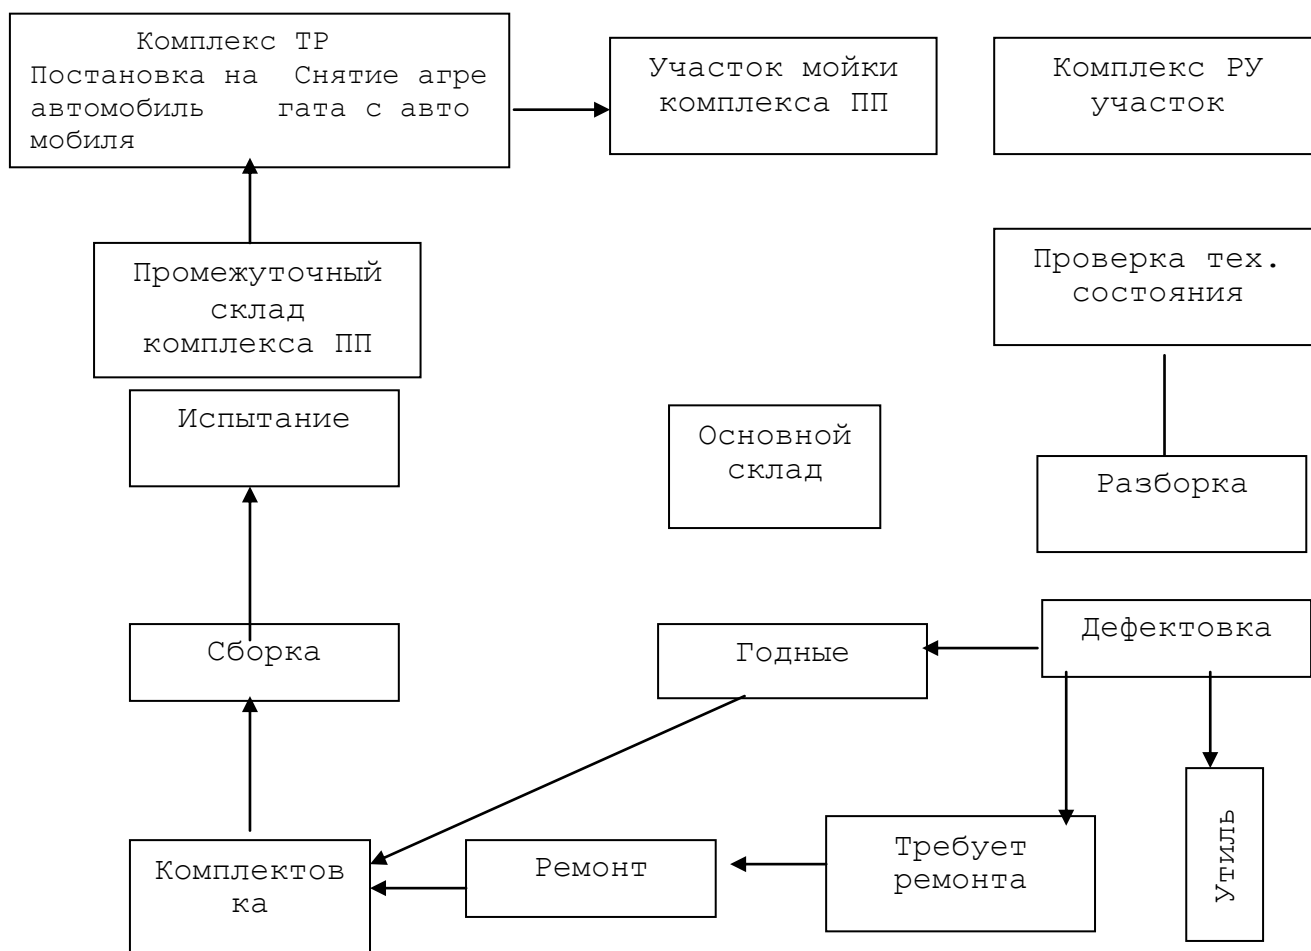 Комплекс ТР
Постановка на Снятие агре
автомобиль гата с авто
мобиля
Участок мойки
комплекса ПП
Комплекс РУ
участок
Промежуточный
склад
комплекса ПП
Проверка тех.
состояния
Испытание
Основной
склад
Разборка
Сборка
Годные
Дефектовка
Комплектов
ка
Ремонт
Требует
ремонта
Утиль